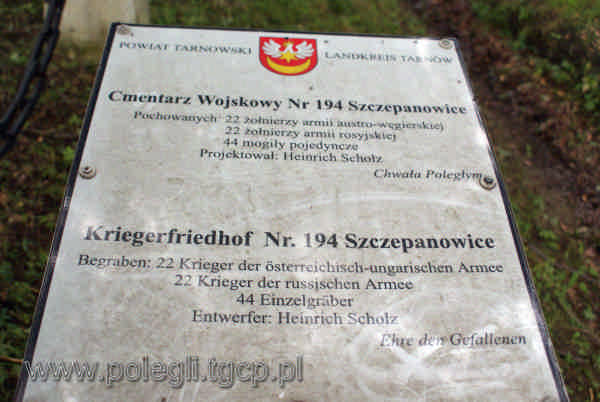 POWIAT TARNOWSKI LANDKREIS TARNÓW
Cmentarz Wojskowy Nr 194 Szczepanowice
Pochowanych: 22 żołnierzy armii austro-węgierskiej
22 żołnierzy armii rosyjskiej
44 mogiły pojedyncze
Projektował: Heinrich Scholz
Chwała Poległym
Kriegerfriedhof Nr. 194 Szczepanowice
Begraben: 22 Krieger der österreichisch-ungarischen Armee
22 Krieger der russischen Armee
44 Einzelgräber
Entwerfer: Heinrich Scholz
Ehre den Gefallenen
www.polegli.tgcp.pl